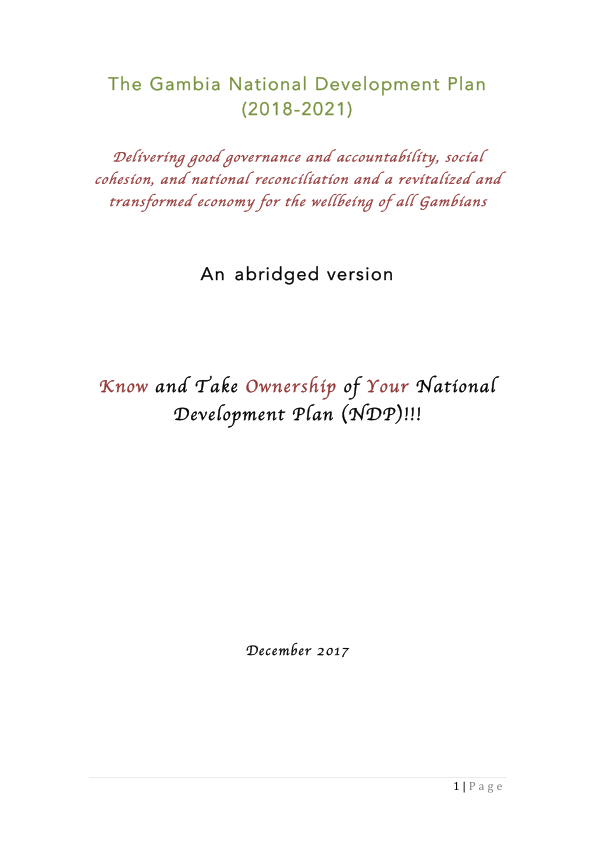 The Gambia National Development Plan
(2018-2021)
Delivering good governance and accountability, social
cohesion, and national reconciliation and a revitalized and
transformed economy for the wellbeing of all Gambians
An abridged version
Know and Take Ownership of Your National
Development Plan (NDP)!!!
December 2017
1 | Page